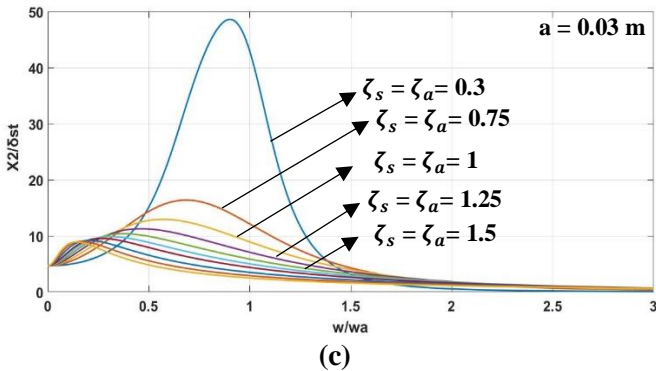 a = 0.03 m
50
40
30
20
10
0
X2/δst
ζₛ = ζₐ= 0.3
ζₛ = ζₐ= 0.75
ζₛ = ζₐ= 1
ζₛ = ζₐ= 1.25
ζₛ = ζₐ= 1.5
0 0.5 1 1.5 2 2.5 3
w/wa
(c)